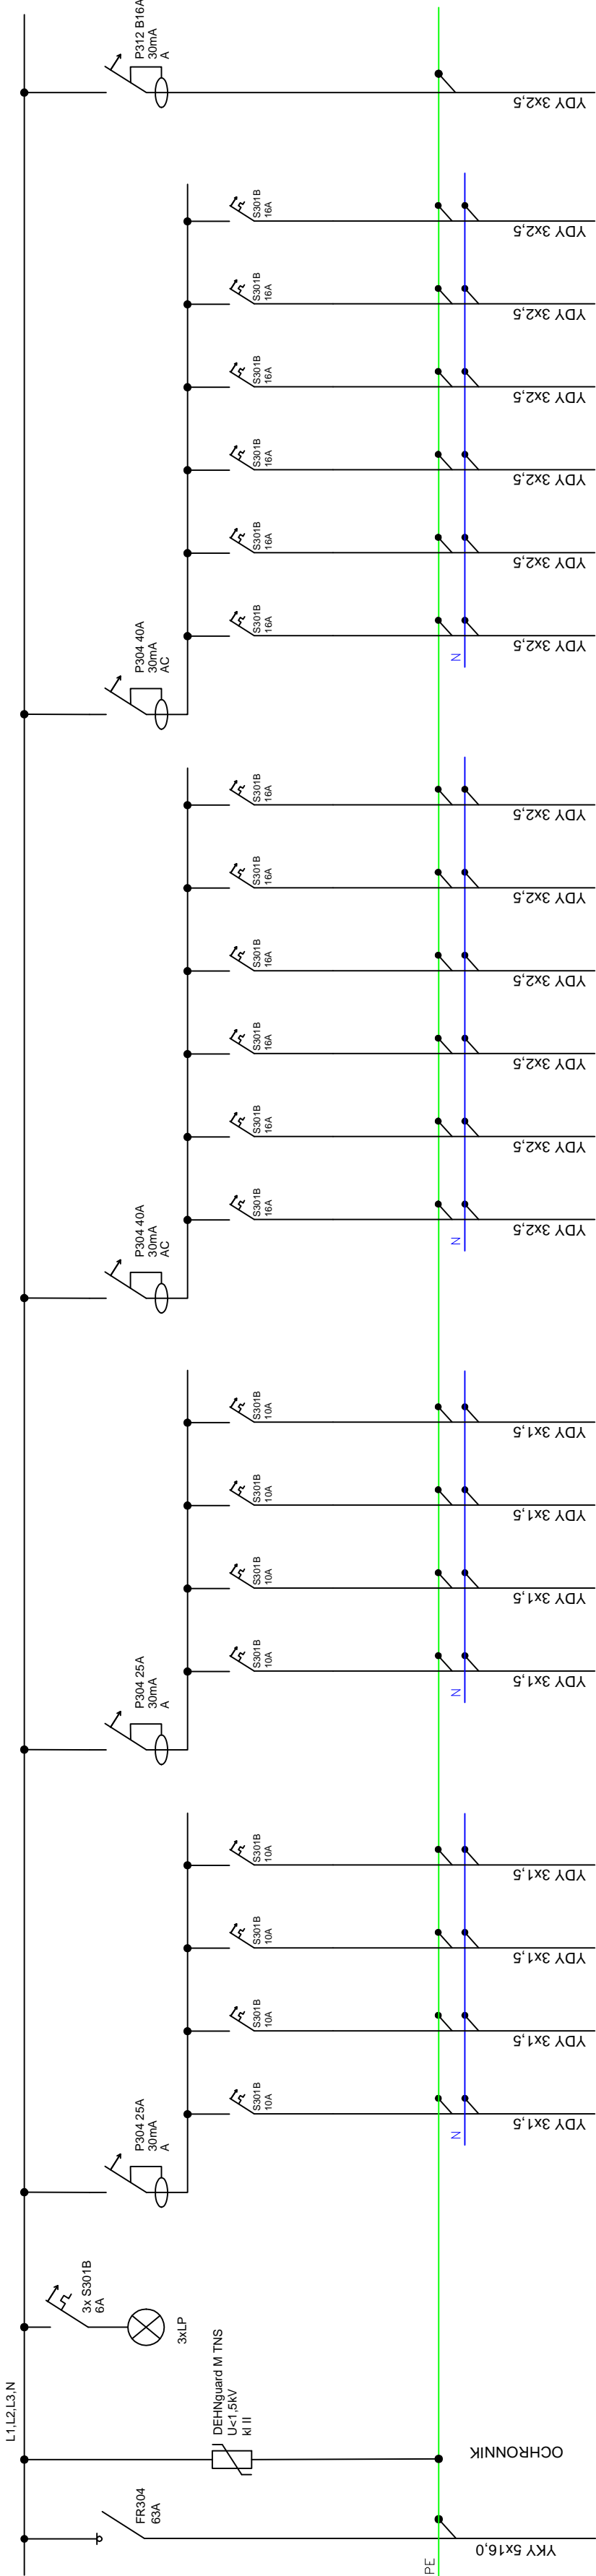 P312 B16A
30mA
A
YDY 3x2,5
S301B
16A
YDY 3x2,5
S301B
16A
YDY 3x2,5
S301B
16A
YDY 3x2,5
S301B
16A
YDY 3x2,5
S301B
16A
YDY 3x2,5
S301B
16A
YDY 3x2,5
N
P304 40A
30mA
AC
S301B
16A
YDY 3x2,5
S301B
16A
YDY 3x2,5
S301B
16A
YDY 3x2,5
S301B
16A
YDY 3x2,5
S301B
16A
YDY 3x2,5
S301B
16A
YDY 3x2,5
N
P304 40A
30mA
AC
S301B
10A
YDY 3x1,5
S301B
10A
YDY 3x1,5
S301B
10A
YDY 3x1,5
S301B
10A
YDY 3x1,5
N
P304 25A
30mA
A
S301B
10A
YDY 3x1,5
S301B
10A
YDY 3x1,5
S301B
10A
YDY 3x1,5
S301B
10A
YDY 3x1,5
N
P304 25A
30mA
A
3x S301B
6A
3xLP
L1,L2,L3,N
DEHNguard M TNS
U<1,5kV
kl II
OCHRONNIK
FR304
63A
YKY 5x16,0
PE